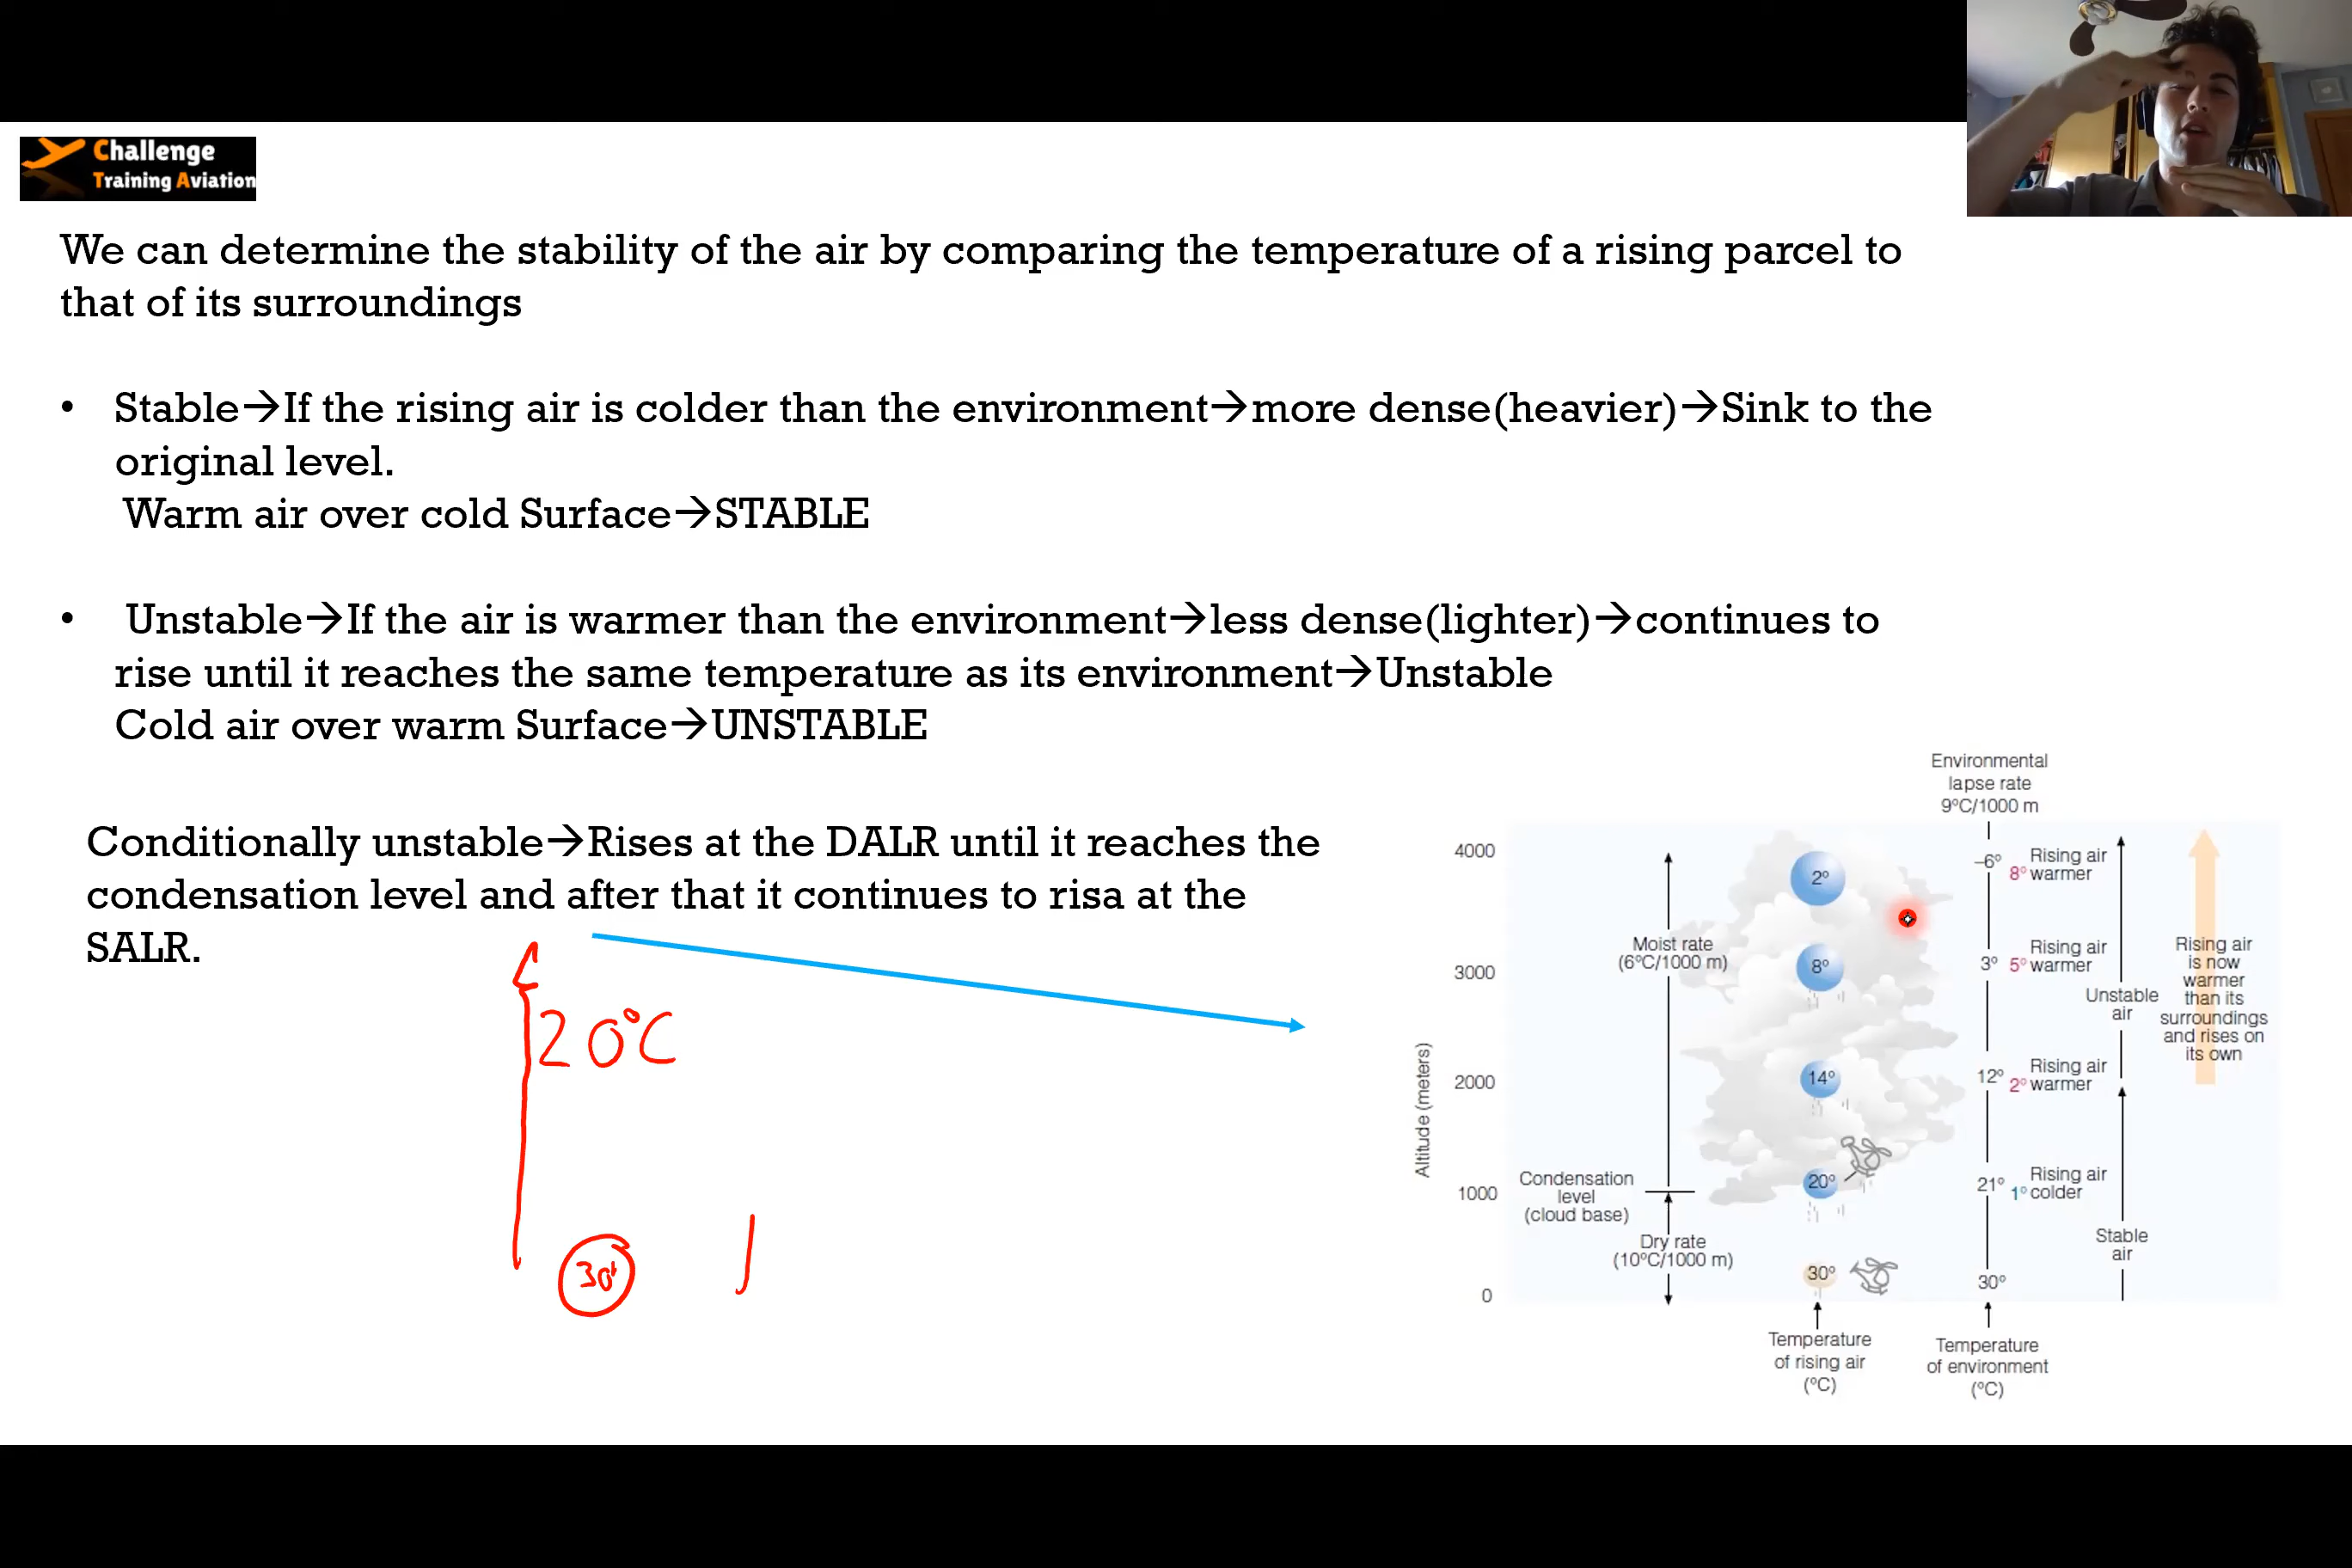 Challenge
Training Aviation
We can determine the stability of the air by comparing the temperature of a rising parcel to
that of its surroundings
• Stable→If the rising air is colder than the environment→more dense(heavier)→Sink to the
original level.
Warm air over cold Surface→STABLE
• Unstable→If the air is warmer than the environment→less dense(lighter)→continues to
rise until it reaches the same temperature as its environment→Unstable
Cold air over warm Surface→UNSTABLE
Conditionally unstable→Rises at the DALR until it reaches the
condensation level and after that it continues to risa at the
SALR.
20°C
30°
Environmental
lapse rate
9°C/1000 m
4000
2°
–6°
Rising air
8° warmer
Moist rate
(6°C/1000 m)
3000
8°
3°
Rising air
5° warmer
Unstable
air
Rising air
is now
warmer
than its
surroundings
and rises on
its own
2000
14°
12°
Rising air
2° warmer
Altitude (meters)
Condensation
level
(cloud base)
1000
20°
21°
Rising air
1° colder
Dry rate
(10°C/1000 m)
Stable
air
0
30°
30°
Temperature
of rising air
(°C)
Temperature
of environment
(°C)